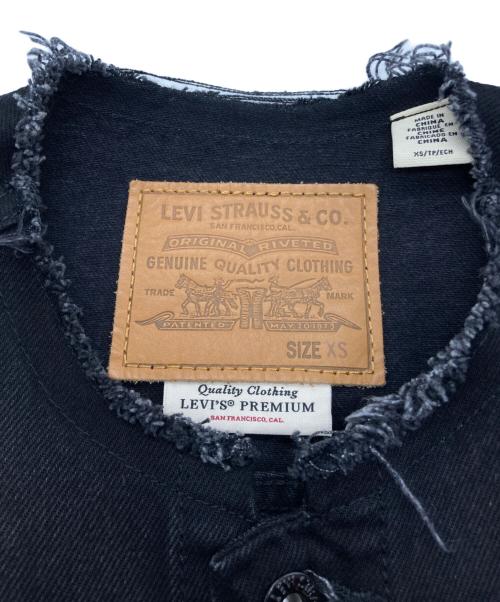 MADE IN
CHINA
FABRIQUÉ EN
CHINE
FABRICADO EN
CHINA
XS/TP/ECH
LEVI STRAUSS & CO.
SAN FRANCISCO, CAL.
ORIGINAL RIVETED
GENUINE QUALITY CLOTHING
TRADE MARK
PATENTED MAY 20 1873
SIZE XS
Quality Clothing
LEVI'S® PREMIUM
SAN FRANCISCO, CAL.